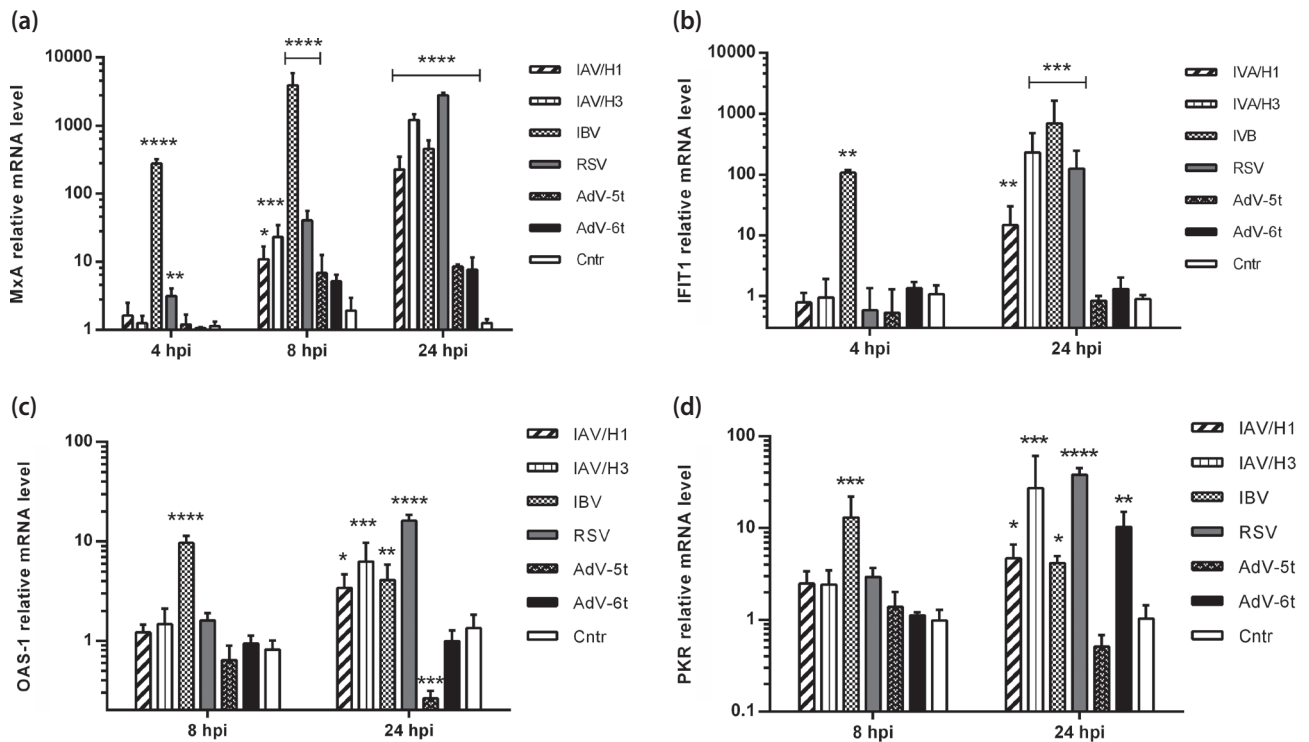 (a)
MxA relative mRNA level
10000
1000
100
10
1
****
**
*
***
****
****
4 hpi
8 hpi
24 hpi
IAV/H1
IAV/H3
IBV
RSV
AdV-5t
AdV-6t
Cntr
(b)
IFIT1 relative mRNA level
10000
1000
100
10
1
**
**
***
4 hpi
24 hpi
IVA/H1
IVA/H3
IVB
RSV
AdV-5t
AdV-6t
Cntr
(c)
OAS-1 relative mRNA level
100
10
1
****
*
***
**
****
***
8 hpi
24 hpi
IAV/H1
IAV/H3
IBV
RSV
AdV-5t
AdV-6t
Cntr
(d)
PKR relative mRNA level
100
10
1
0.1
***
*
***
*
****
**
8 hpi
24 hpi
IAV/H1
IAV/H3
IBV
RSV
AdV-5t
AdV-6t
Cntr